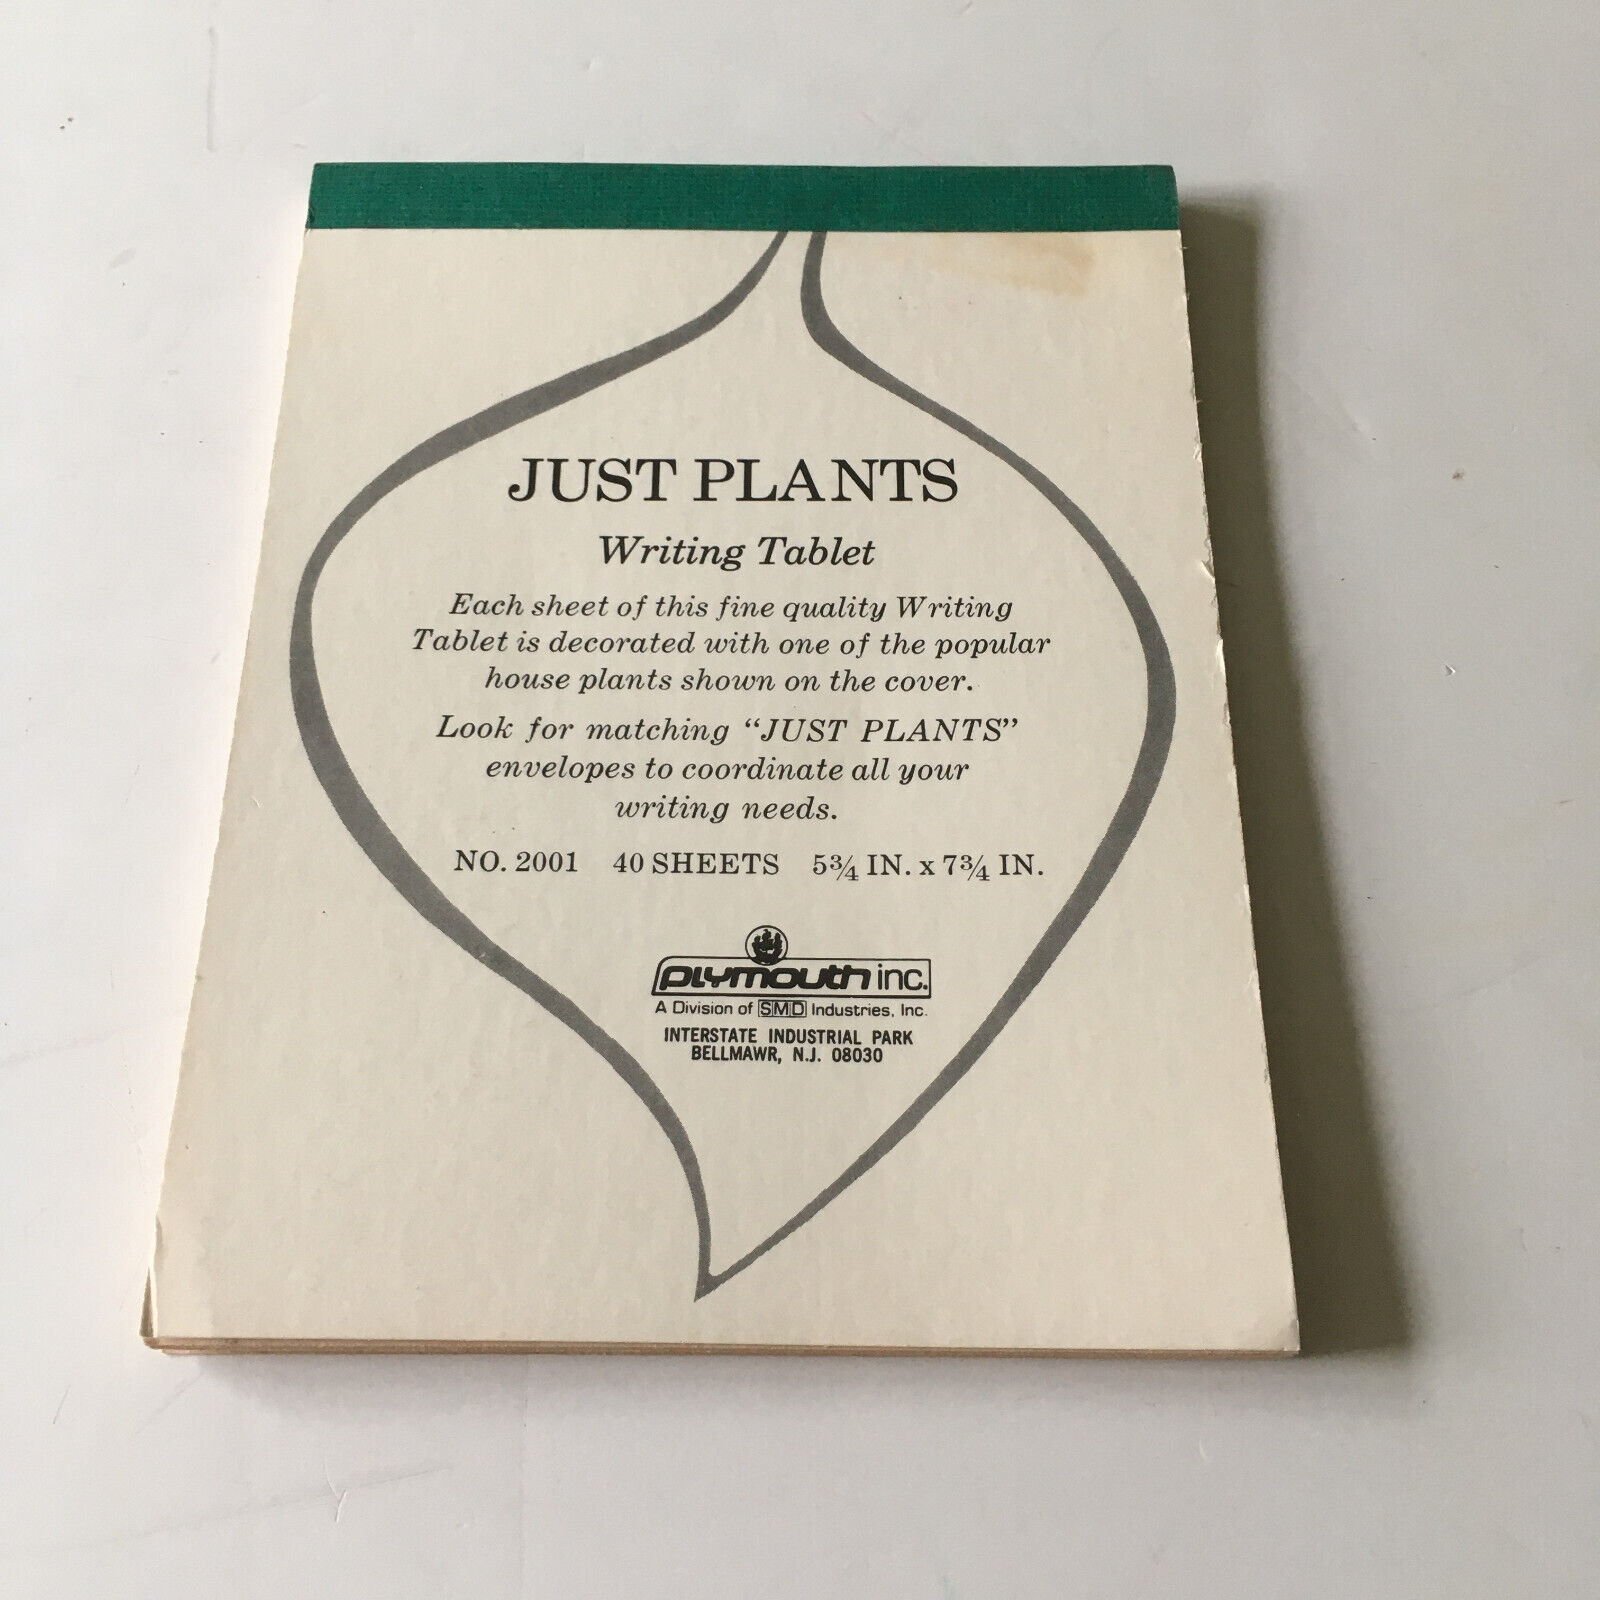 JUST PLANTS
Writing Tablet
Each sheet of this fine quality Writing
Tablet is decorated with one of the popular
house plants shown on the cover.
Look for matching “JUST PLANTS”
envelopes to coordinate all your
writing needs.
NO. 2001 40 SHEETS 5¾ IN. x 7¾ IN.
plymouth inc.
A Division of SMD Industries, Inc.
INTERSTATE INDUSTRIAL PARK
BELLMAWR, N.J. 08030